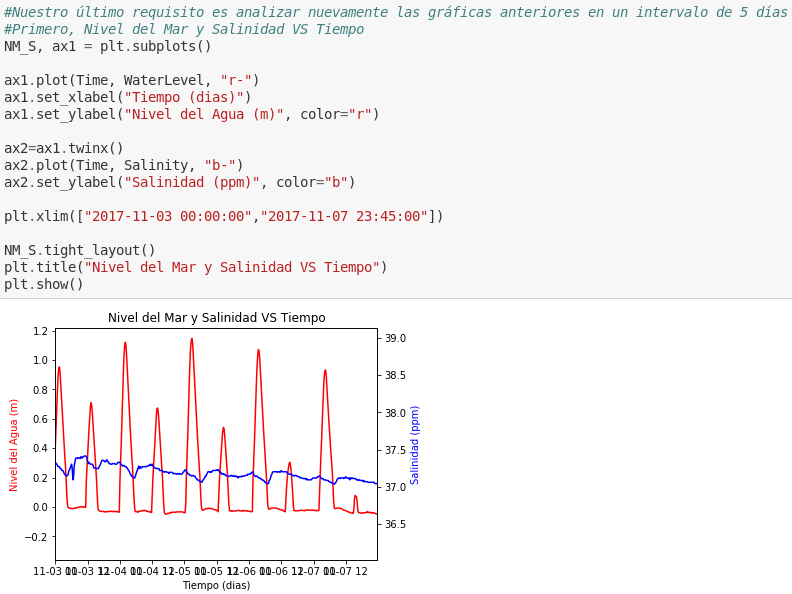 #Nuestro último requisito es analizar nuevamente las gráficas anteriores en un intervalo de 5 días
#Primero, Nivel del Mar y Salinidad VS Tiempo
NM_S, ax1 = plt.subplots()
ax1.plot(Time, WaterLevel, "r-")
ax1.set_xlabel("Tiempo (dias)")
ax1.set_ylabel("Nivel del Agua (m)", color="r")
ax2=ax1.twinx()
ax2.plot(Time, Salinity, "b-")
ax2.set_ylabel("Salinidad (ppm)", color="b")
plt.xlim(["2017-11-03 00:00:00","2017-11-07 23:45:00"])
NM_S.tight_layout()
plt.title("Nivel del Mar y Salinidad VS Tiempo")
plt.show()
Nivel del Mar y Salinidad VS Tiempo
Nivel del Agua (m)
1.2
1.0
0.8
0.6
0.4
0.2
0.0
−0.2
39.0
38.5
38.0
37.5
37.0
36.5
Salinidad (ppm)
11-03 00 11-03 12 11-04 00 11-04 12 11-05 00 11-05 12 11-06 00 11-06 12 11-07 00 11-07 12
Tiempo (dias)